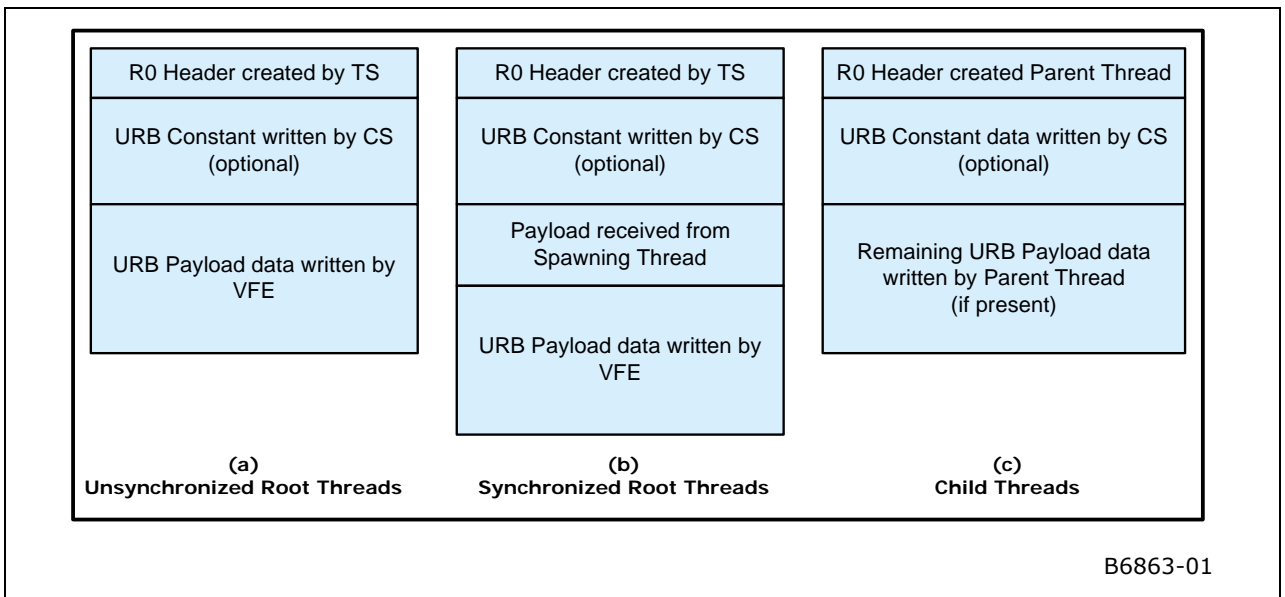 R0 Header created by TS
URB Constant written by CS
(optional)
URB Payload data written by
VFE
(a)
Unsynchronized Root Threads
R0 Header created by TS
URB Constant written by CS
(optional)
Payload received from
Spawning Thread
URB Payload data written by
VFE
(b)
Synchronized Root Threads
R0 Header created Parent Thread
URB Constant data written by CS
(optional)
Remaining URB Payload data
written by Parent Thread
(if present)
(c)
Child Threads
B6863-01